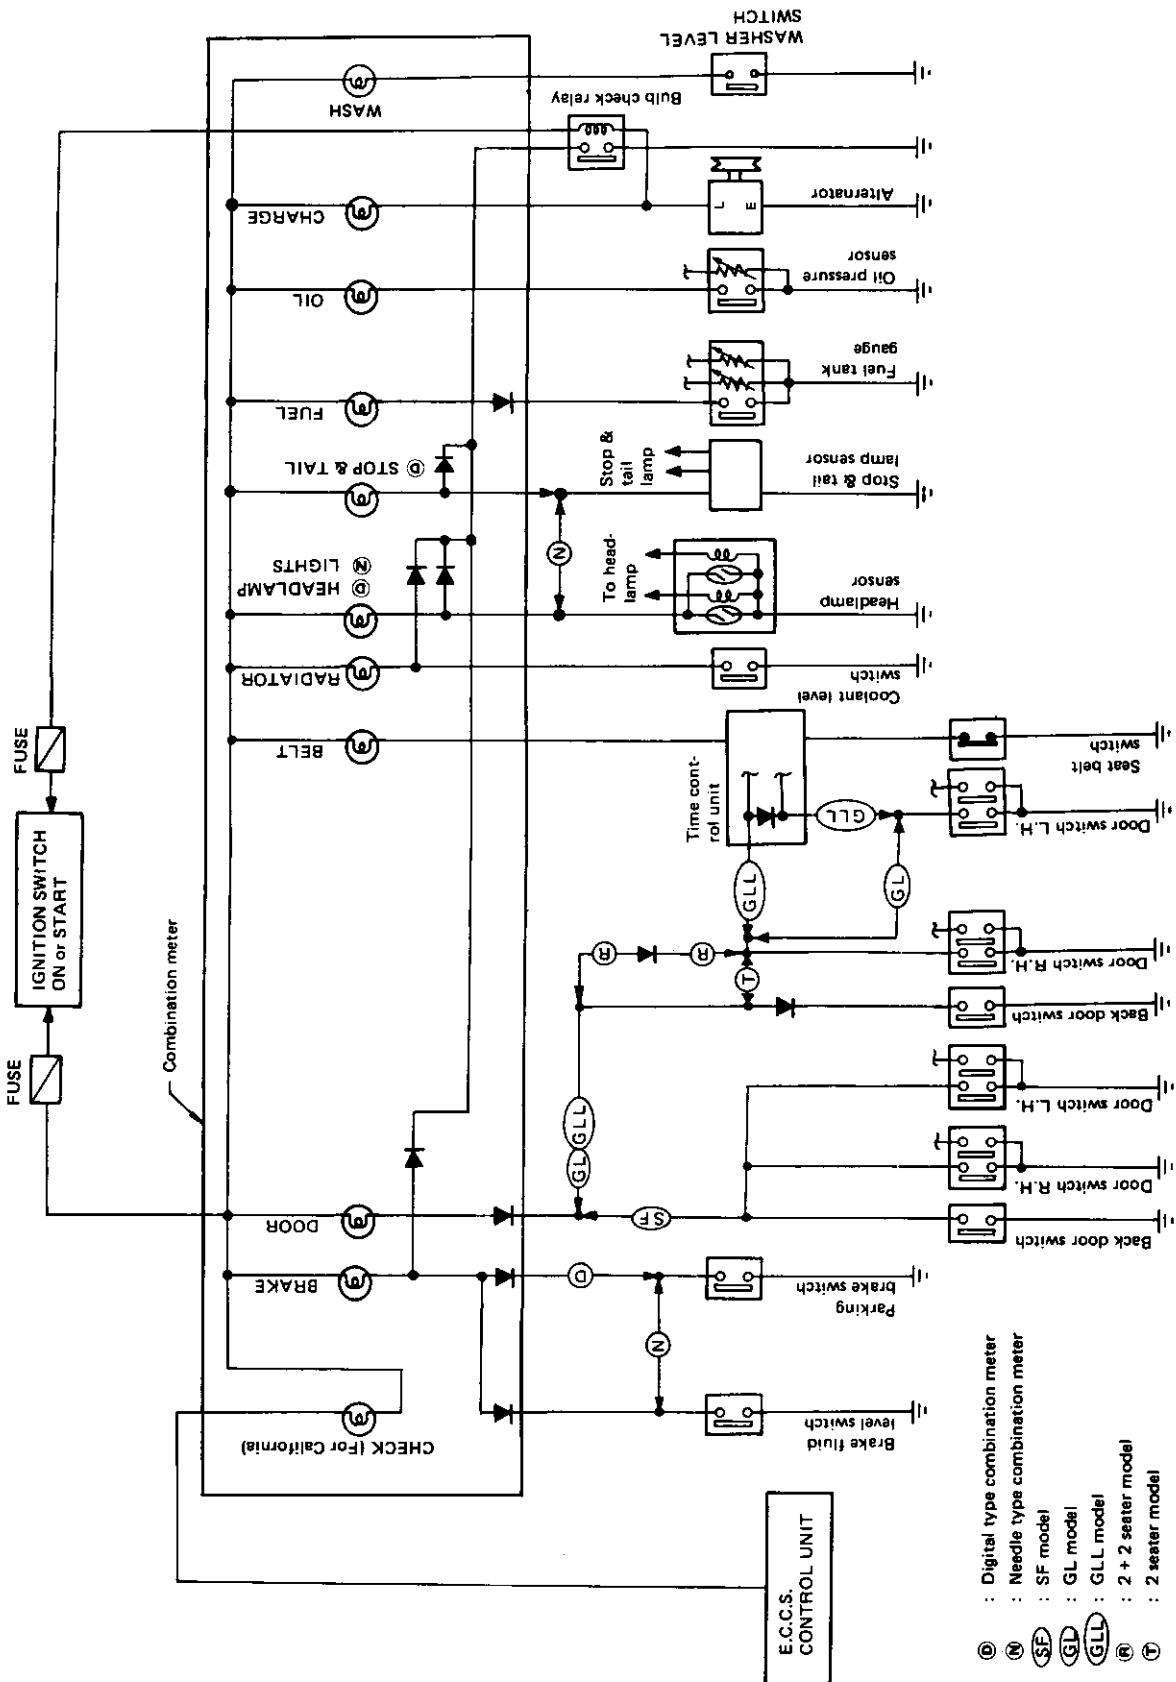 FUSE
IGNITION SWITCH
ON or START
FUSE
Combination meter
CHECK (For California)
BRAKE
DOOR
BELT
RADIATOR
Ⓓ HEADLAMP
Ⓝ LIGHTS
Ⓓ STOP & TAIL
FUEL
OIL
CHARGE
WASH
Bulb check relay
WASHER LEVEL
SWITCH
Alternator
L
E
Oil pressure
sensor
Fuel tank
gauge
Stop &
tail
lamp
Stop & tail
lamp sensor
To head-
lamp
Headlamp
sensor
N
Coolant level
switch
Time cont-
rol unit
Seat belt
switch
GLL
GLL
GL
Door switch L.H.
R
R
T
Door switch R.H.
Back door switch
GLL
GL
SF
Door switch L.H.
Door switch R.H.
Back door switch
D
N
Parking
brake switch
Brake fluid
level switch
E.C.C.S.
CONTROL UNIT
Ⓓ : Digital type combination meter
Ⓝ : Needle type combination meter
SF : SF model
GL : GL model
GLL : GLL model
Ⓡ : 2 + 2 seater model
Ⓣ : 2 seater model